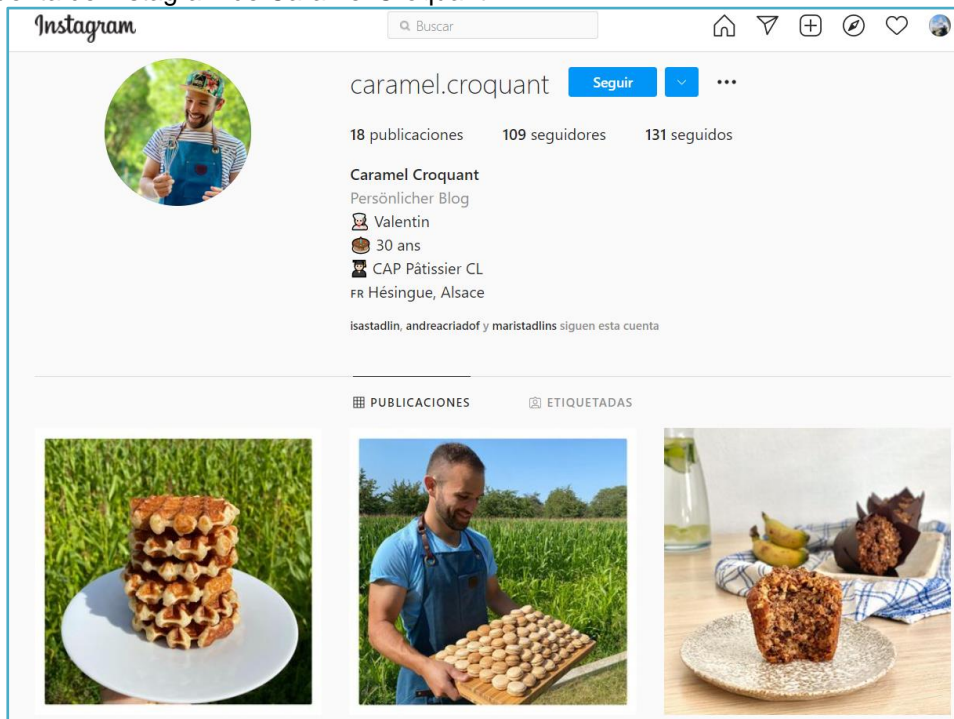 Instagram
Buscar
caramel.croquant Seguir
18 publicaciones 109 seguidores 131 seguidos
Caramel Croquant
Persönlicher Blog
Valentin
30 ans
CAP Pâtissier CL
FR Hésingue, Alsace
isastadlin, andreacriadof y maristadlins siguen esta cuenta
PUBLICACIONES ETIQUETADAS